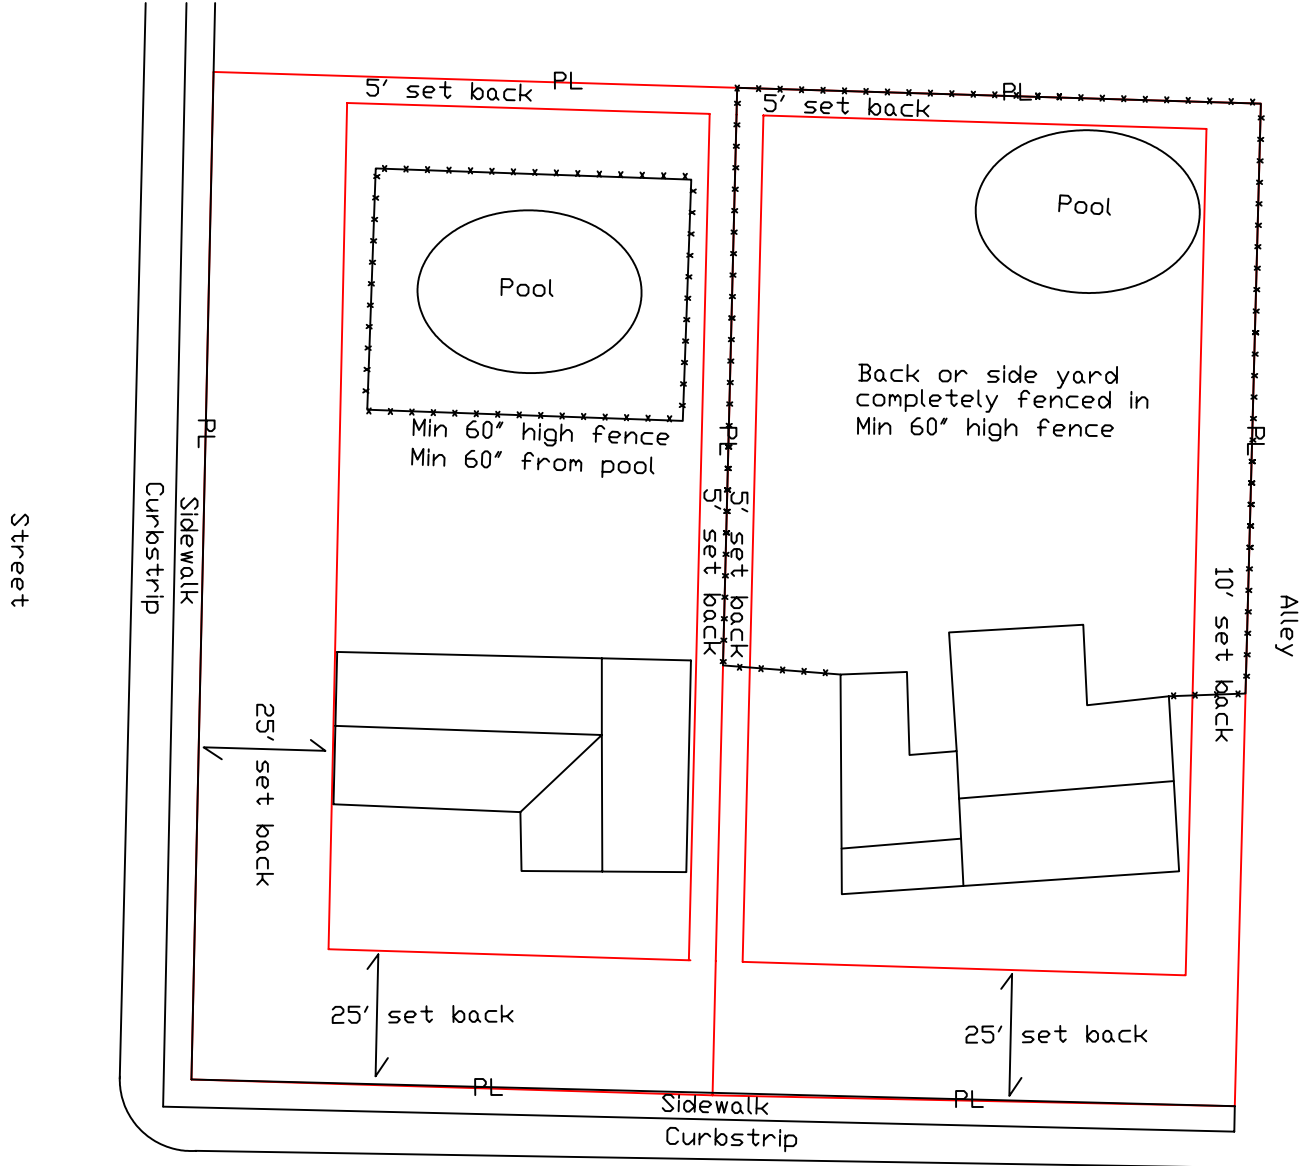 PL
5' set back
PL
5' set back
Pool
Pool
Back or side yard
completely fenced in
Min 60" high fence
Min 60" high fence
Min 60" from pool
PL
PL
PL
Street
Curbstrip
Sidewalk
5' set back
5' set back
10' set back
Alley
25' set back
25' set back
25' set back
PL
PL
Sidewalk
Curbstrip